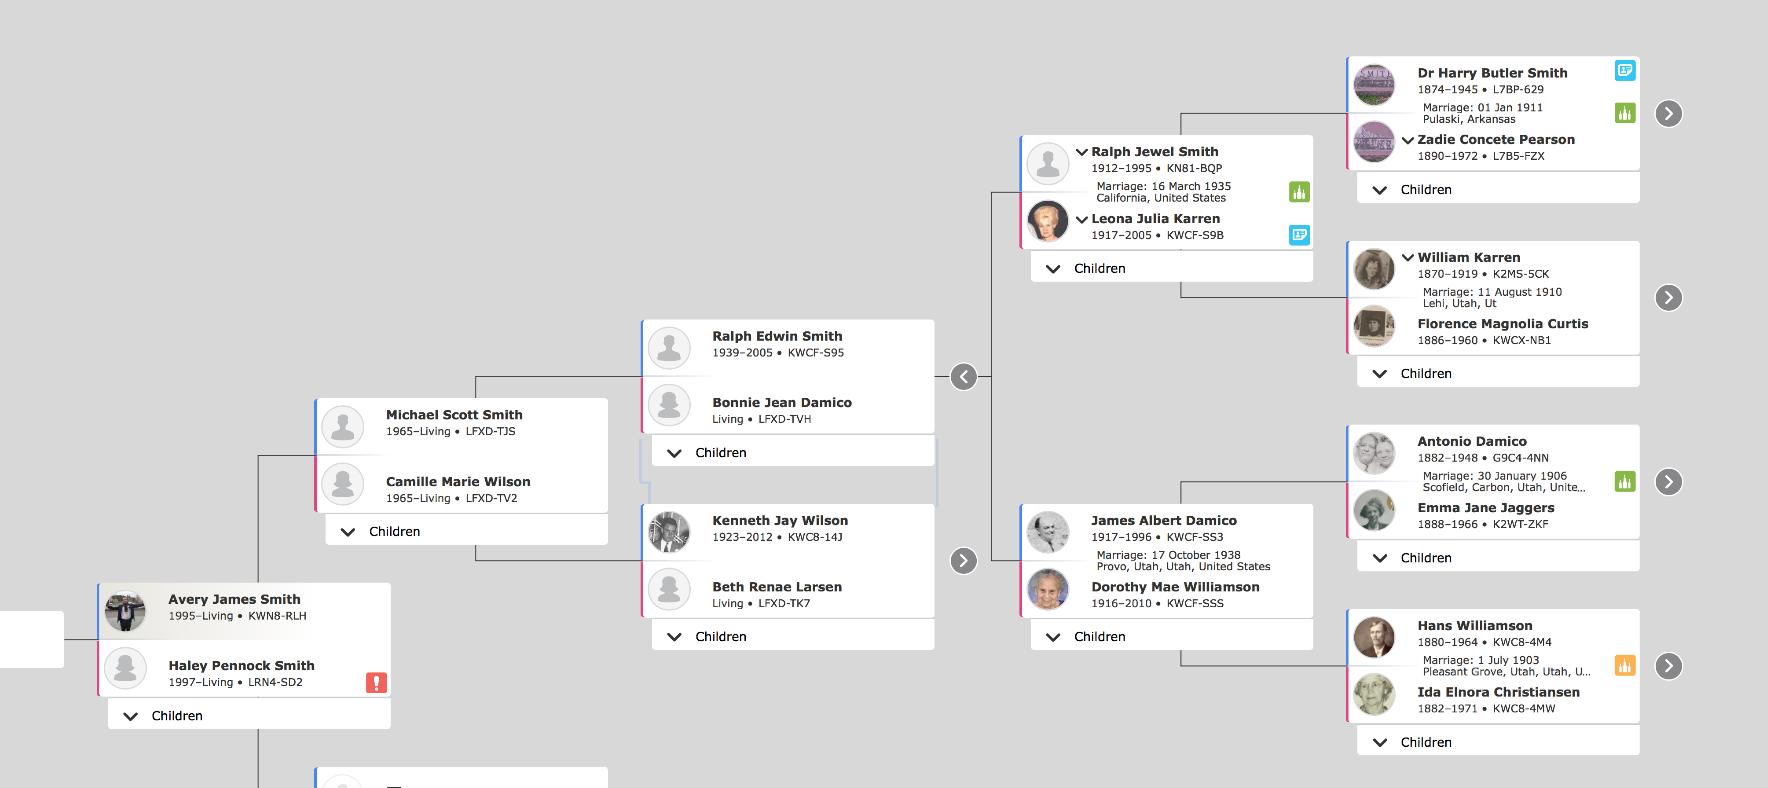 Avery James Smith
1995–Living • KWN8-RLH
Haley Pennock Smith
1997–Living • LRN4-SD2
Children
Michael Scott Smith
1965–Living • LFXD-TJS
Camille Marie Wilson
1965–Living • LFXD-TV2
Children
Ralph Edwin Smith
1939–2005 • KWCF-S95
Bonnie Jean Damico
Living • LFXD-TVH
Children
Kenneth Jay Wilson
1923–2012 • KWC8-14J
Beth Renae Larsen
Living • LFXD-TK7
Children
Ralph Jewel Smith
1912–1995 • KN81-BQP
Marriage: 16 March 1935
California, United States
Leona Julia Karren
1917–2005 • KWCF-S9B
Children
James Albert Damico
1917–1996 • KWCF-SS3
Marriage: 17 October 1938
Provo, Utah, Utah, United States
Dorothy Mae Williamson
1916–2010 • KWCF-SSS
Children
Dr Harry Butler Smith
1874–1945 • L7BP-629
Marriage: 01 Jan 1911
Pulaski, Arkansas
Zadie Concete Pearson
1890–1972 • L7B5-FZX
Children
William Karren
1870–1919 • K2MS-5CK
Marriage: 11 August 1910
Lehi, Utah, Ut
Florence Magnolia Curtis
1886–1960 • KWCX-NB1
Children
Antonio Damico
1882–1948 • G9C4-4NN
Marriage: 30 January 1906
Scofield, Carbon, Utah, Unite...
Emma Jane Jaggers
1888–1966 • K2WT-ZKF
Children
Hans Williamson
1880–1964 • KWC8-4M4
Marriage: 1 July 1903
Pleasant Grove, Utah, Utah, U...
Ida Elnora Christiansen
1882–1971 • KWC8-4MW
Children